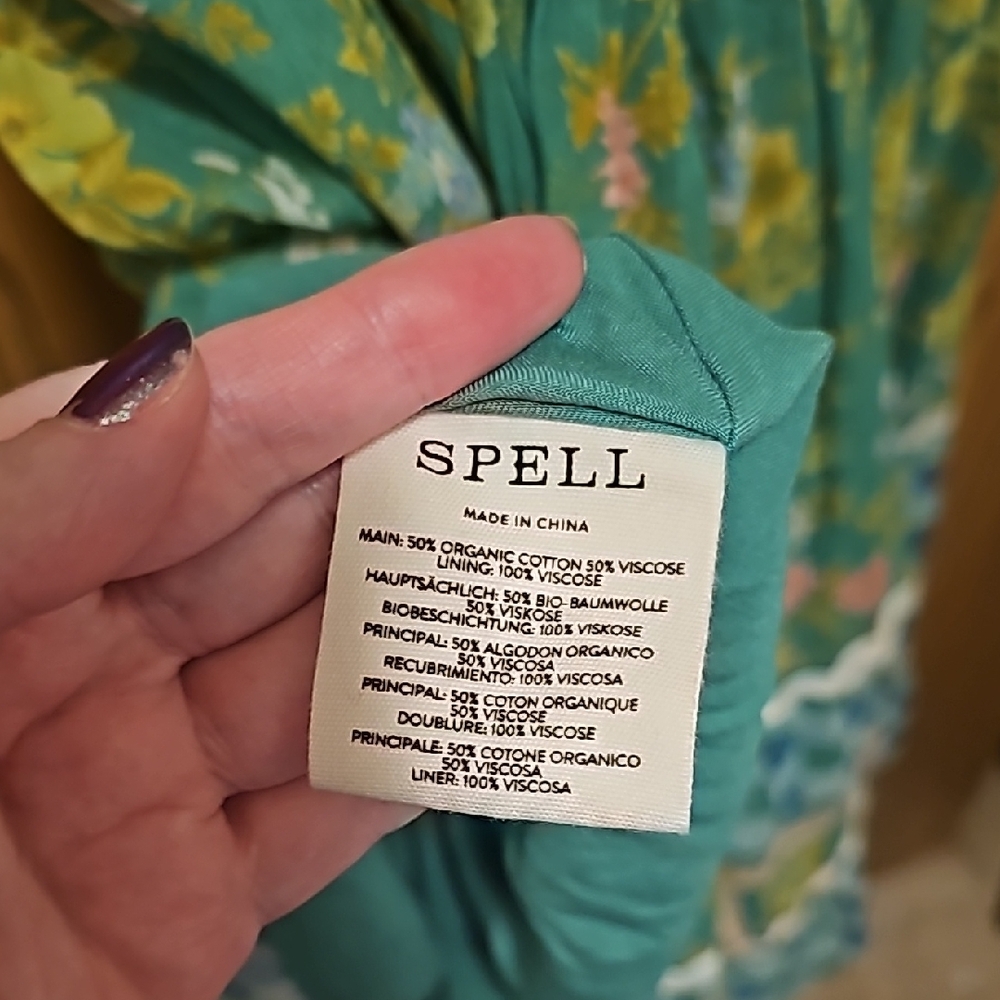 SPELL
MADE IN CHINA
MAIN: 50% ORGANIC COTTON 50% VISCOSE
LINING: 100% VISCOSE
HAUPTSÄCHLICH: 50% BIO-BAUMWOLLE
50% VISKOSE
BIOBESCHICHTUNG: 100% VISKOSE
PRINCIPAL: 50% ALGODON ORGANICO
50% VISCOSA
RECUBRIMIENTO: 100% VISCOSA
PRINCIPAL: 50% COTON ORGANIQUE
50% VISCOSE
DOUBLURE: 100% VISCOSE
PRINCIPALE: 50% COTONE ORGANICO
50% VISCOSA
LINER: 100% VISCOSA